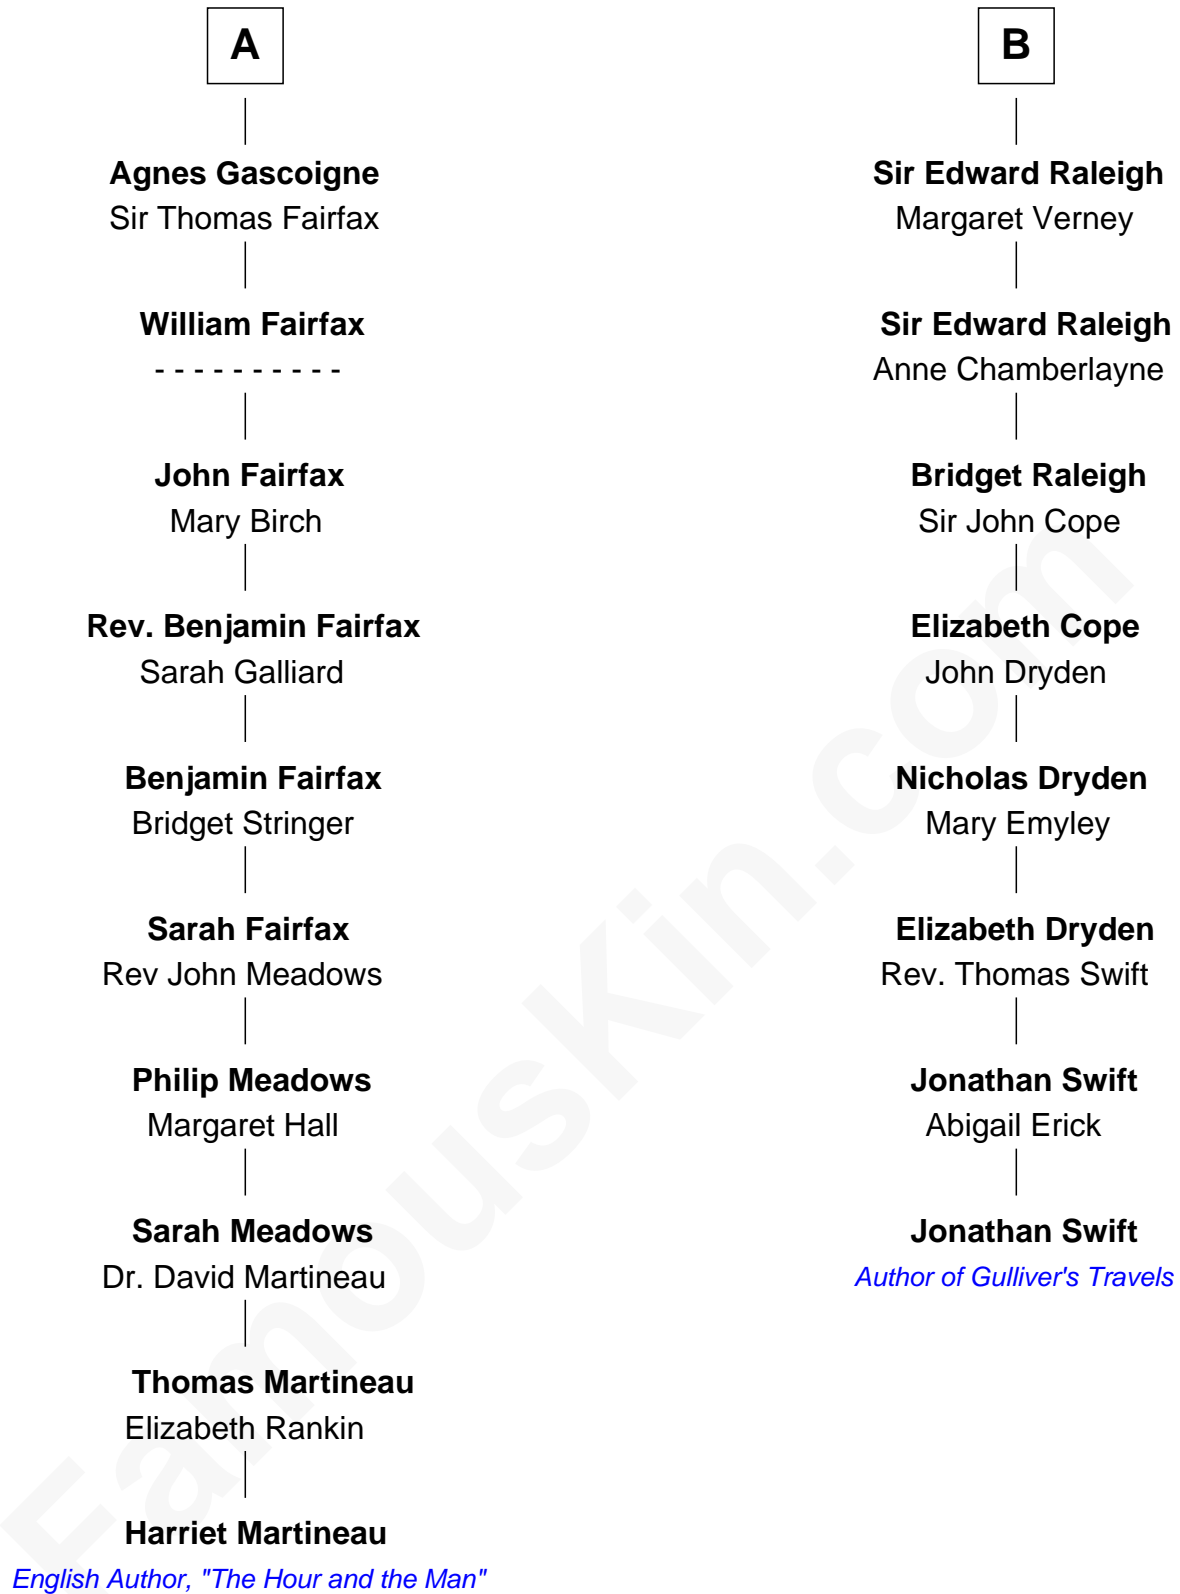 A
Agnes Gascoigne
Sir Thomas Fairfax
William Fairfax
- - - - - - - - - -
John Fairfax
Mary Birch
Rev. Benjamin Fairfax
Sarah Galliard
Benjamin Fairfax
Bridget Stringer
Sarah Fairfax
Rev John Meadows
Philip Meadows
Margaret Hall
Sarah Meadows
Dr. David Martineau
Thomas Martineau
Elizabeth Rankin
Harriet Martineau
English Author, "The Hour and the Man"
B
Sir Edward Raleigh
Margaret Verney
Sir Edward Raleigh
Anne Chamberlayne
Bridget Raleigh
Sir John Cope
Elizabeth Cope
John Dryden
Nicholas Dryden
Mary Emyley
Elizabeth Dryden
Rev. Thomas Swift
Jonathan Swift
Abigail Erick
Jonathan Swift
Author of Gulliver's Travels
FamousKin.com